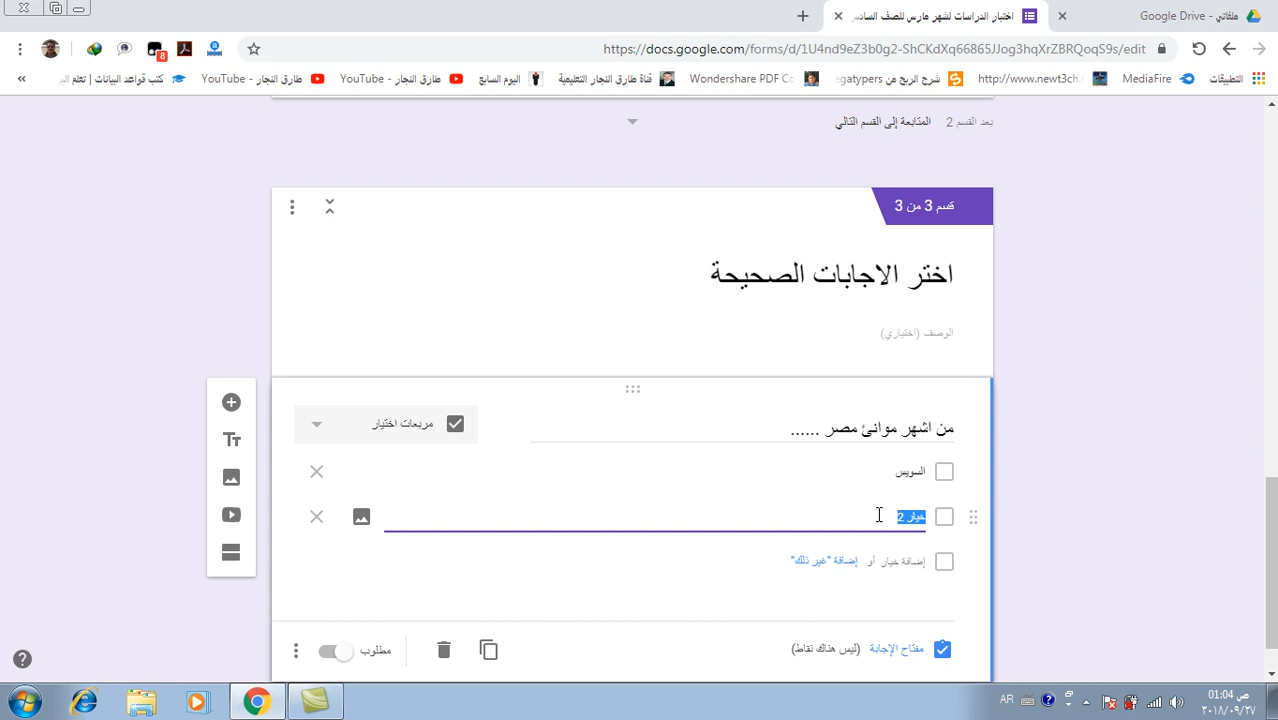 اختبار الدراسات لشهر مارس للصف السادس
ملفاتي - Google Drive
https://docs.google.com/forms/d/1U4nd9eZ3b0g2-ShCKdXq66865JJog3hqXrZBRQoqS9s/edit
8
التطبيقات
MediaFire
http://www.newt3ch
شرح الربح من egatypers
Wondershare PDF Co
قناة طارق النجار التعليمية
اليوم السابع
طارق النجار - YouTube
طارق النجار - YouTube
كتب قواعد البيانات | تعلم
»
بعد القسم 2 المتابعة إلى القسم التالي
قسم 3 من 3
اختر الاجابات الصحيحة
الوصف (اختياري)
من اشهر موانئ مصر ......
مربعات اختيار
السويس
خيار 2
إضافة خيار أو إضافة "غير ذلك"
مفتاح الإجابة (ليس هناك نقاط)
مطلوب
AR
01:04 ص
٢٠١٨/٠٩/٢٧